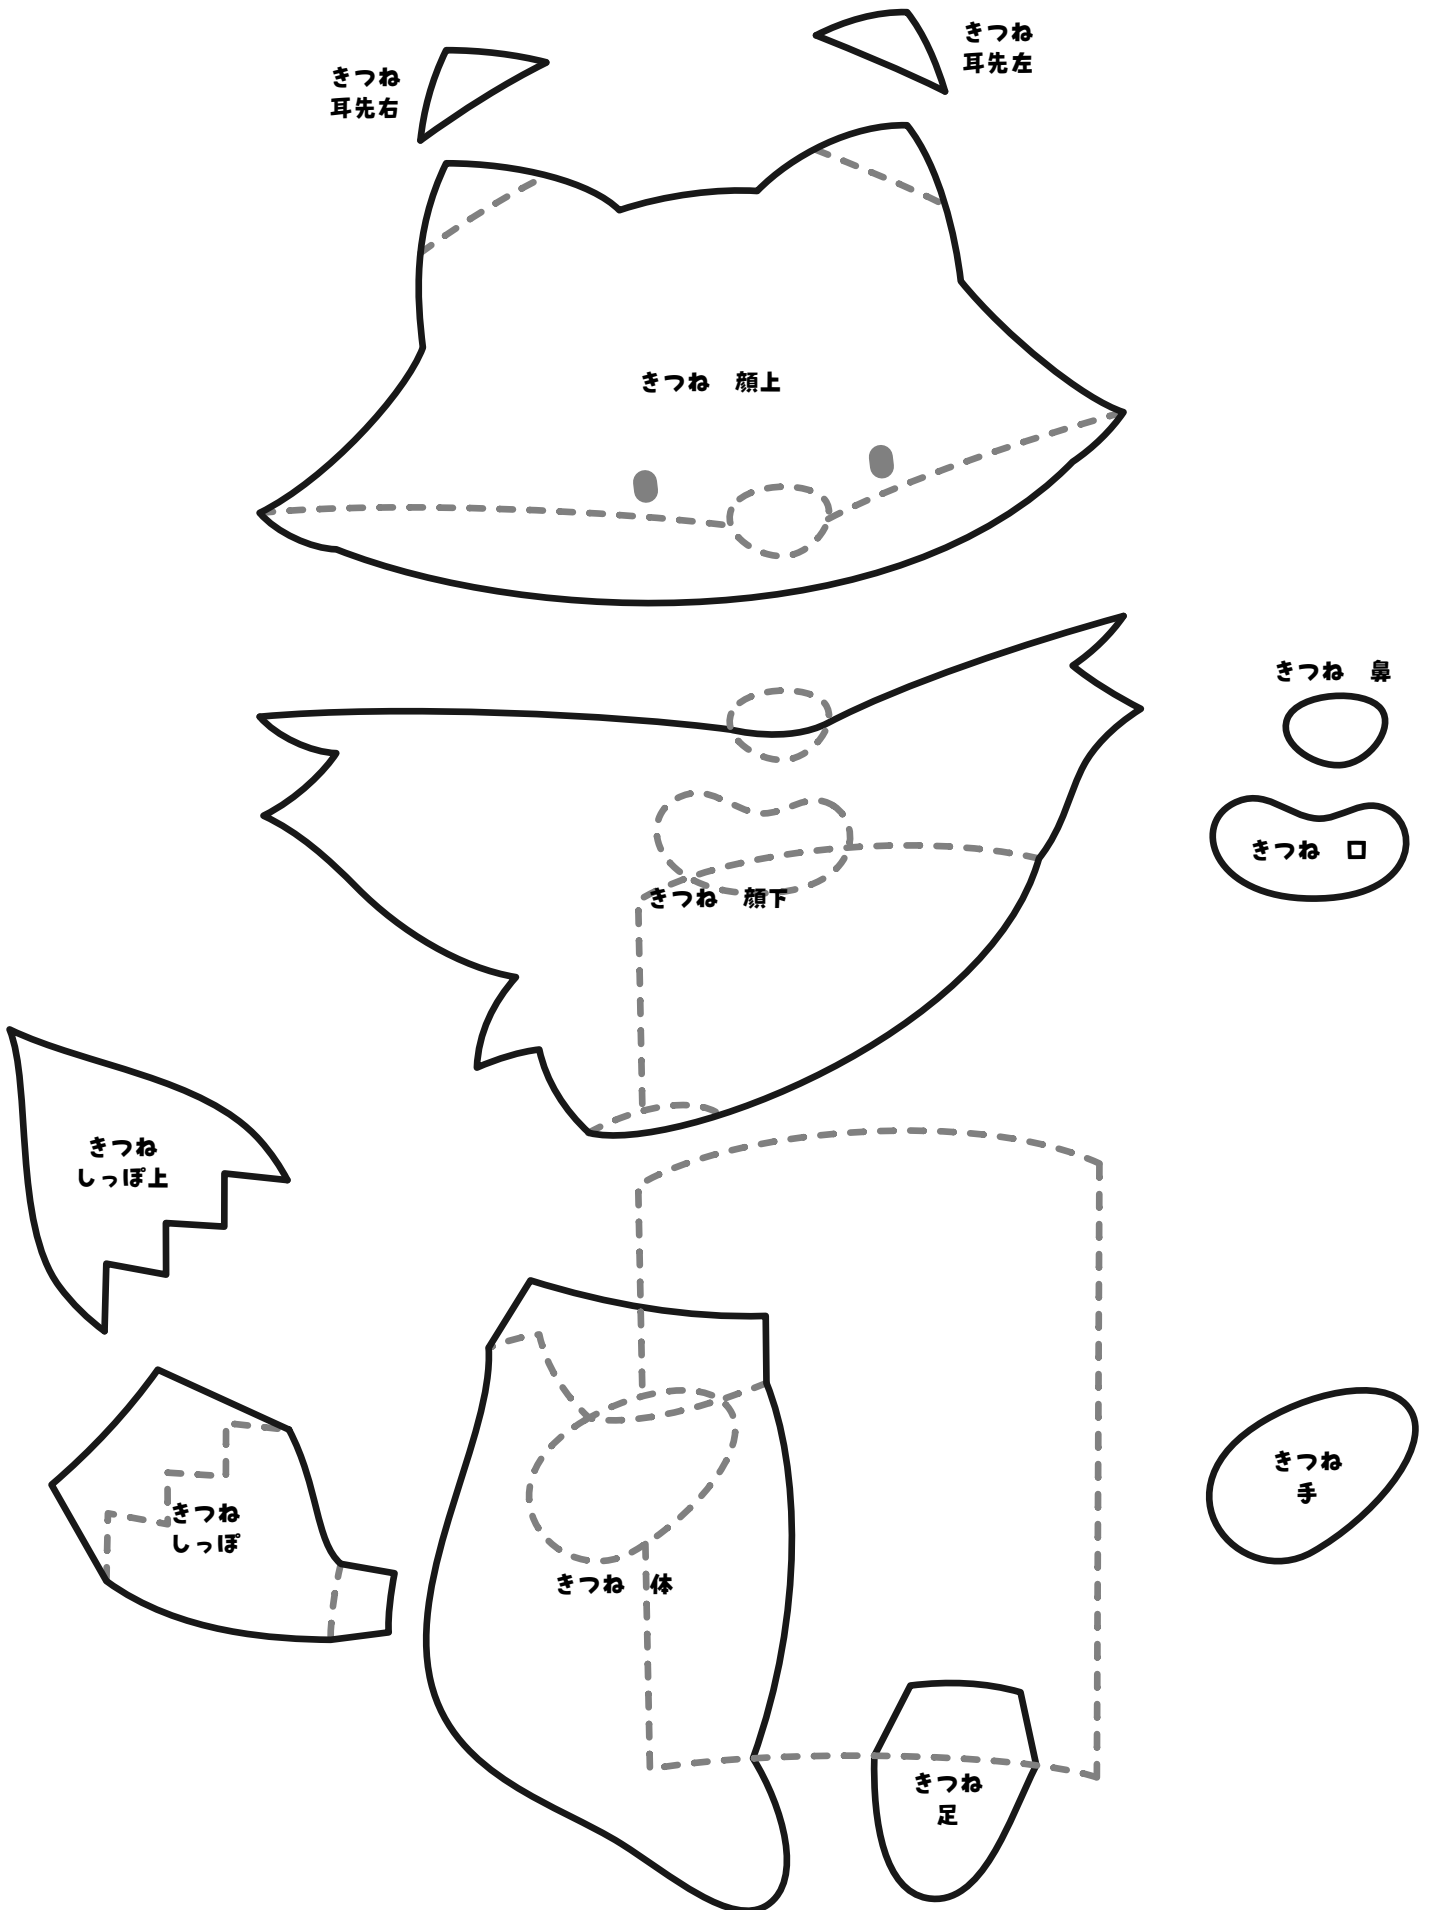 きつね
耳先左
きつね
耳先右
きつね　顔上
きつね　鼻
きつね　口
きつね　顔下
きつね
しっぽ上
きつね
手
きつね
しっぽ
きつね　体
きつね
足